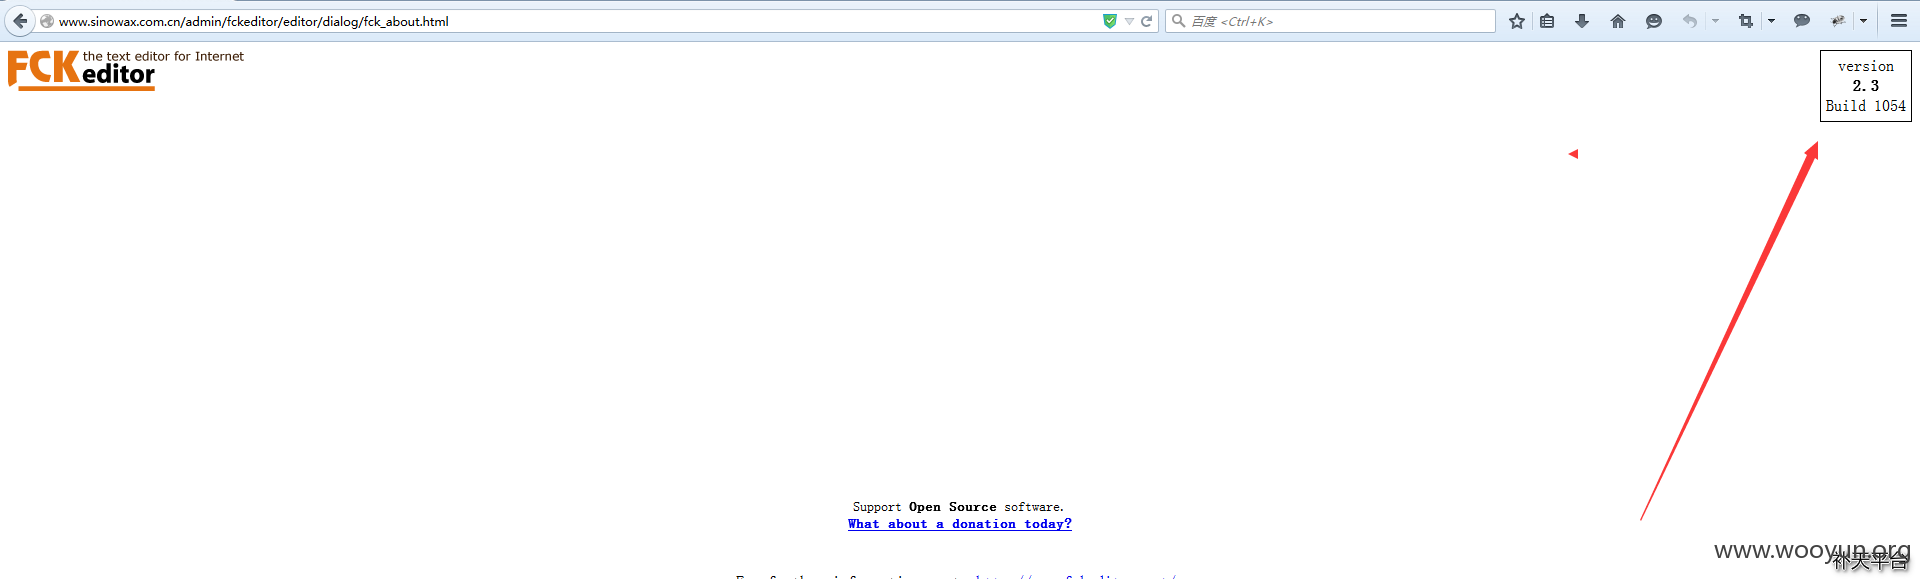 www.sinowax.com.cn/admin/fckeditor/editor/dialog/fck_about.html
百度 <Ctrl+K>
FCKeditor the text editor for Internet
version
2.3
Build 1054
Support Open Source software.
What about a donation today?
www.wooyun.org
补天平台